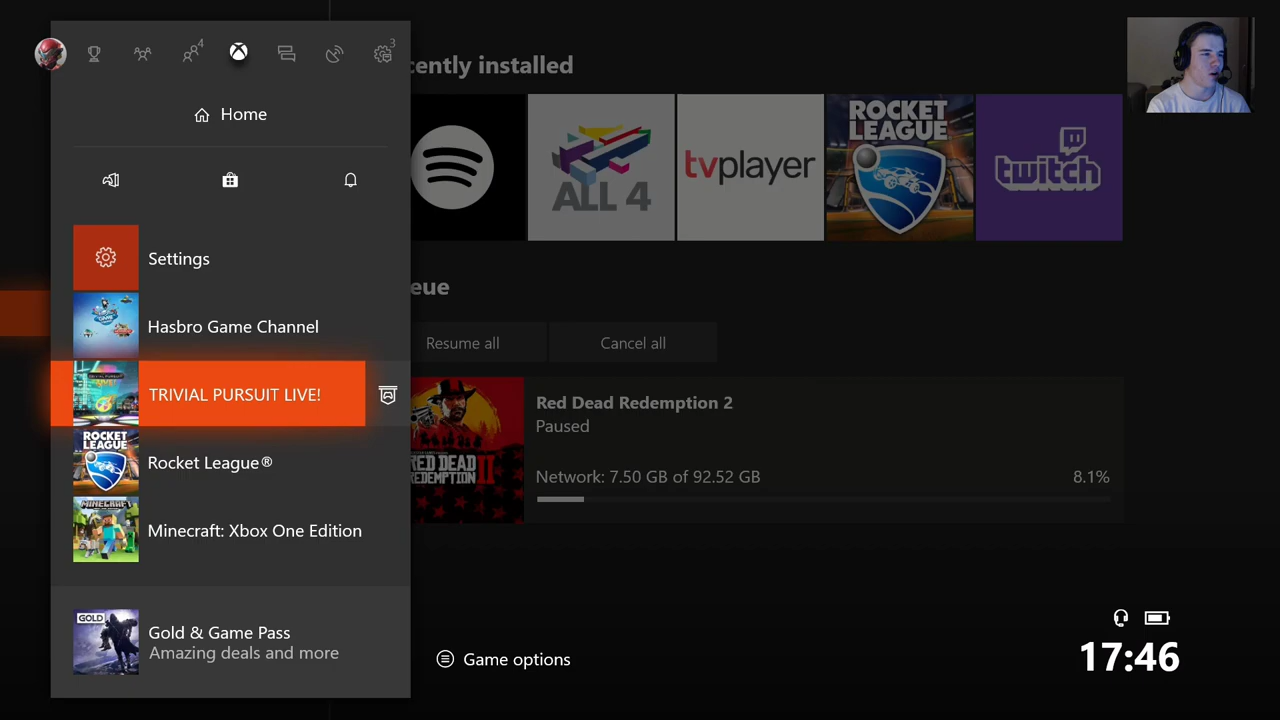 4
3
Home
Settings
Hasbro Game Channel
TRIVIAL PURSUIT LIVE!
ROCKET
LEAGUE
Rocket League®
MINECRAFT
Minecraft: Xbox One Edition
GOLD
Gold & Game Pass
Amazing deals and more
cently installed
ALL 4
tvplayer
ROCKET
LEAGUE
twitch
eue
Resume all
Cancel all
RED DEAD
REDEMPTION
II
Red Dead Redemption 2
Paused
Network: 7.50 GB of 92.52 GB
8.1%
Game options
17:46